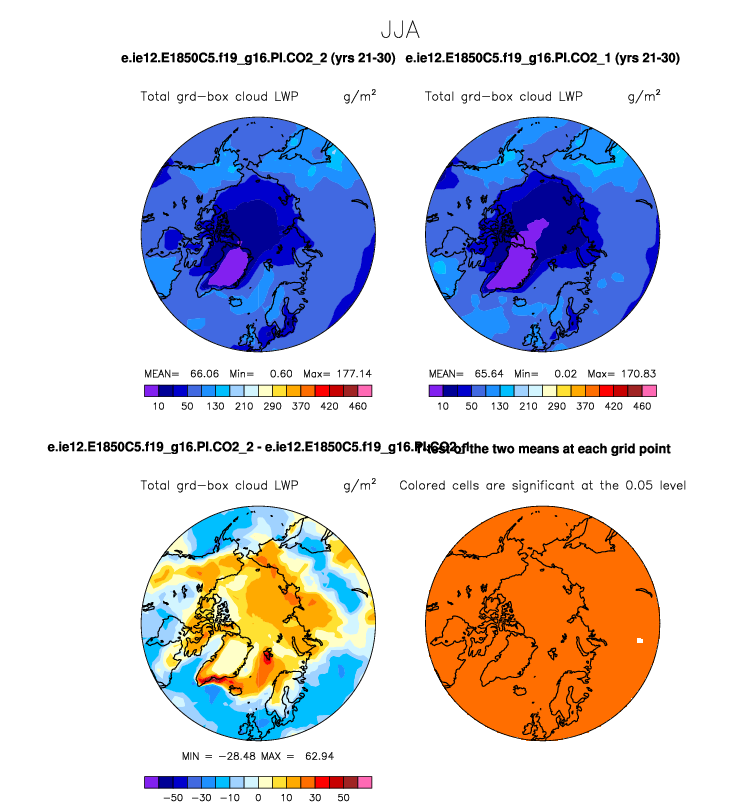 JJA
e.ie12.E1850C5.f19_g16.PI.CO2_2 (yrs 21-30) e.ie12.E1850C5.f19_g16.PI.CO2_1 (yrs 21-30)
Total grd-box cloud LWP g/m²
Total grd-box cloud LWP g/m²
MEAN= 66.06 Min= 0.60 Max= 177.14
MEAN= 65.64 Min= 0.02 Max= 170.83
10 50 130 210 290 370 420 460
10 50 130 210 290 370 420 460
e.ie12.E1850C5.f19_g16.PI.CO2_2 - e.ie12.E1850C5.f19_g16.PI.CO2_1
T-test of the two means at each grid point
Total grd-box cloud LWP g/m²
Colored cells are significant at the 0.05 level
MIN = -28.48 MAX = 62.94
-50 -30 -10 0 10 30 50